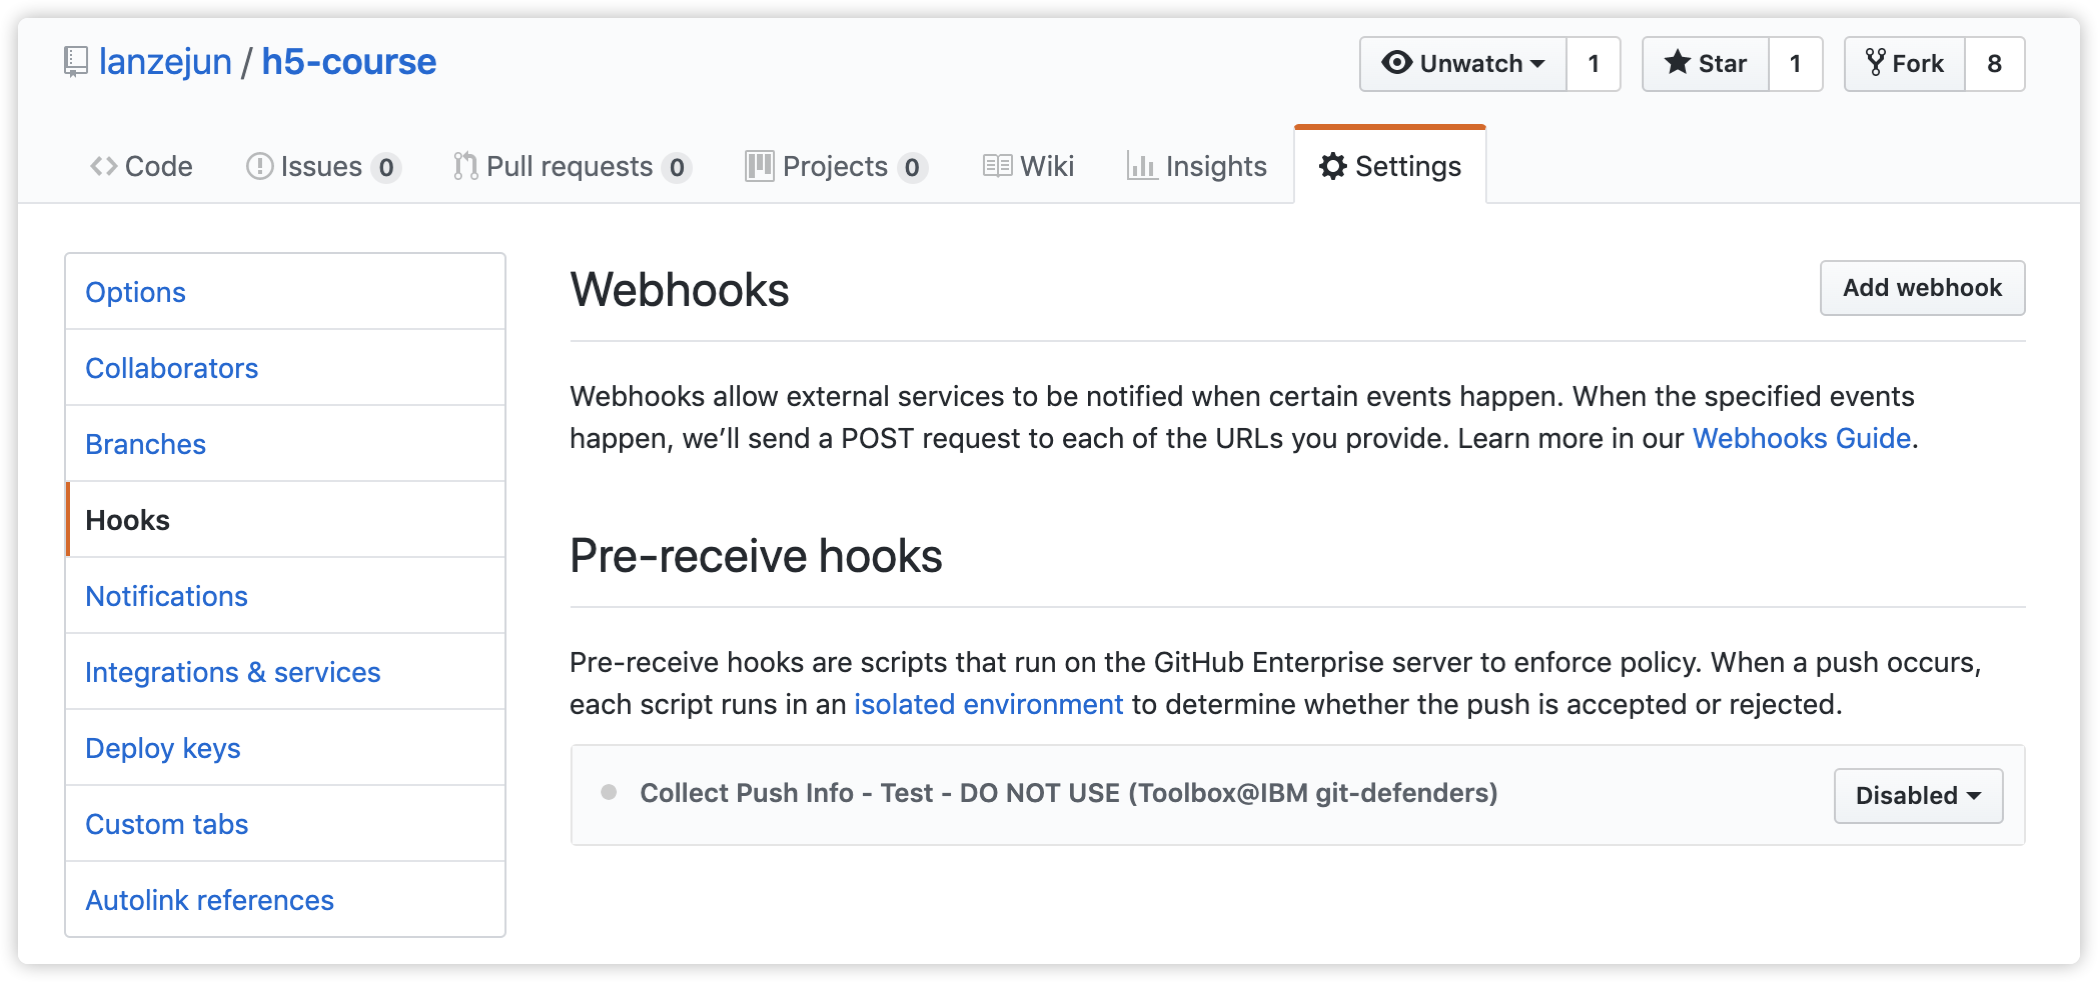 lanzejun / h5-course
Unwatch 1 Star 1 Fork 8
Code Issues 0 Pull requests 0 Projects 0 Wiki Insights Settings
Options
Collaborators
Branches
Hooks
Notifications
Integrations & services
Deploy keys
Custom tabs
Autolink references
Webhooks
Add webhook
Webhooks allow external services to be notified when certain events happen. When the specified events
happen, we’ll send a POST request to each of the URLs you provide. Learn more in our Webhooks Guide.
Pre-receive hooks
Pre-receive hooks are scripts that run on the GitHub Enterprise server to enforce policy. When a push occurs,
each script runs in an isolated environment to determine whether the push is accepted or rejected.
Collect Push Info - Test - DO NOT USE (Toolbox@IBM git-defenders)
Disabled